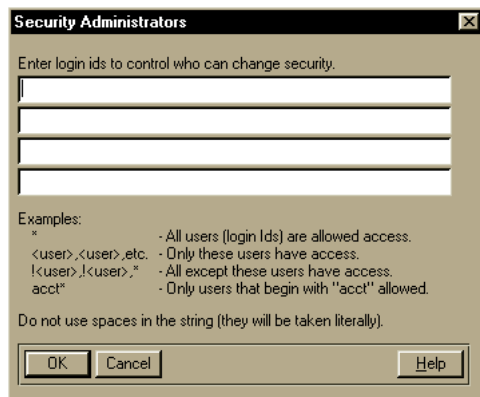 Security Administrators
Enter login ids to control who can change security.
Examples:
* - All users (login Ids) are allowed access.
<user>,<user>,etc. - Only these users have access.
!<user>,!<user>,* - All except these users have access.
acct* - Only users that begin with "acct" allowed.
Do not use spaces in the string (they will be taken literally).
OK Cancel Help